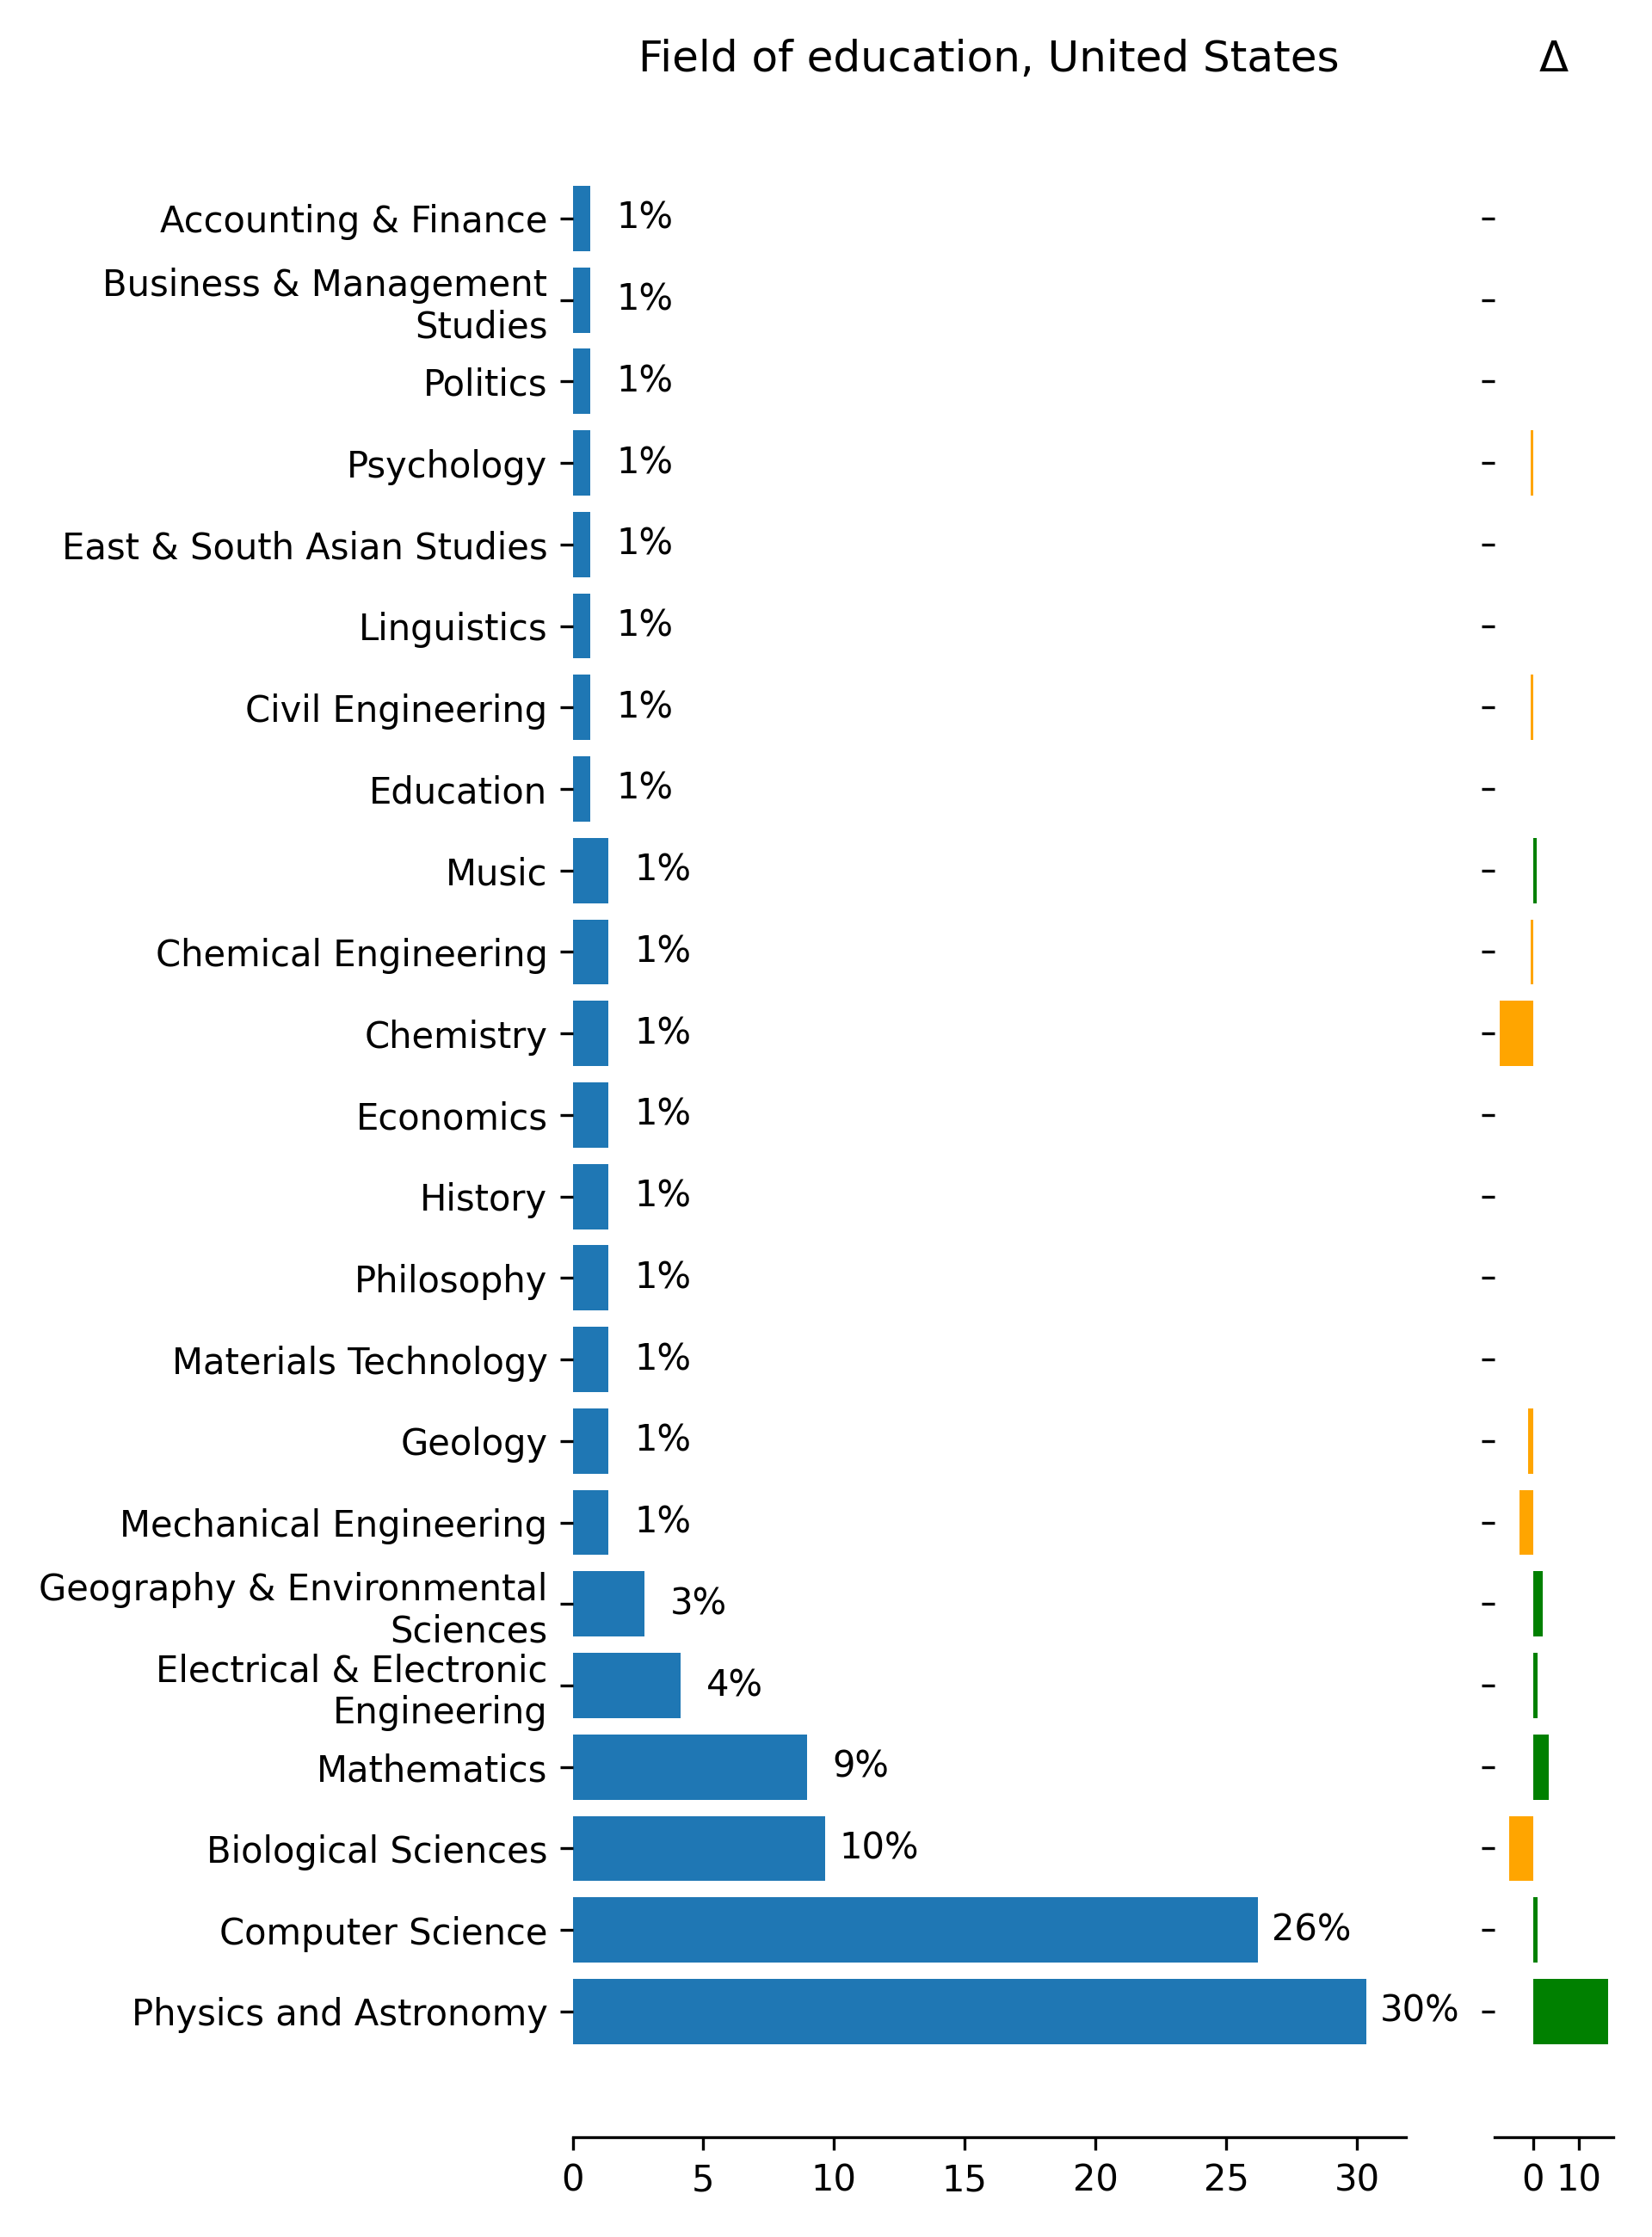 Field of education, United States
Δ
Accounting & Finance
1%
Business & Management
Studies
1%
Politics
1%
Psychology
1%
East & South Asian Studies
1%
Linguistics
1%
Civil Engineering
1%
Education
1%
Music
1%
Chemical Engineering
1%
Chemistry
1%
Economics
1%
History
1%
Philosophy
1%
Materials Technology
1%
Geology
1%
Mechanical Engineering
1%
Geography & Environmental
Sciences
3%
Electrical & Electronic
Engineering
4%
Mathematics
9%
Biological Sciences
10%
Computer Science
26%
Physics and Astronomy
30%
0 5 10 15 20 25 30
0 10